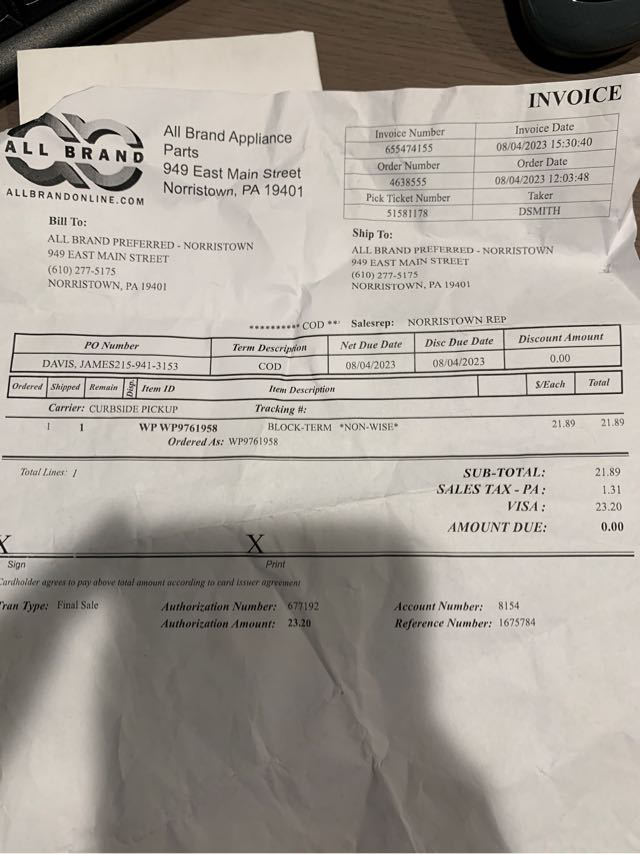 INVOICE
ALL BRAND
ALLBRANDONLINE.COM
All Brand Appliance
Parts
949 East Main Street
Norristown, PA 19401
Invoice Number Invoice Date
655474155 08/04/2023 15:30:40
Order Number Order Date
4638555 08/04/2023 12:03:48
Pick Ticket Number Taker
51581178 DSMITH
Bill To:
ALL BRAND PREFERRED - NORRISTOWN
949 EAST MAIN STREET
(610) 277-5175
NORRISTOWN, PA 19401
Ship To:
ALL BRAND PREFERRED - NORRISTOWN
949 EAST MAIN STREET
(610) 277-5175
NORRISTOWN, PA 19401
********** COD ** Salesrep: NORRISTOWN REP
PO Number Term Description Net Due Date Disc Due Date Discount Amount
DAVIS, JAMES215-941-3153 COD 08/04/2023 08/04/2023 0.00
Ordered Shipped Remain Disp. Item ID Item Description $/Each Total
Carrier: CURBSIDE PICKUP Tracking #:
1 1 WP WP9761958 BLOCK-TERM *NON-WISE* 21.89 21.89
Ordered As: WP9761958
Total Lines: 1
SUB-TOTAL: 21.89
SALES TAX - PA: 1.31
VISA: 23.20
AMOUNT DUE: 0.00
X X
Sign Print
Cardholder agrees to pay above total amount according to card issuer agreement
Tran Type: Final Sale Authorization Number: 677192 Account Number: 8154
Authorization Amount: 23.20 Reference Number: 1675784